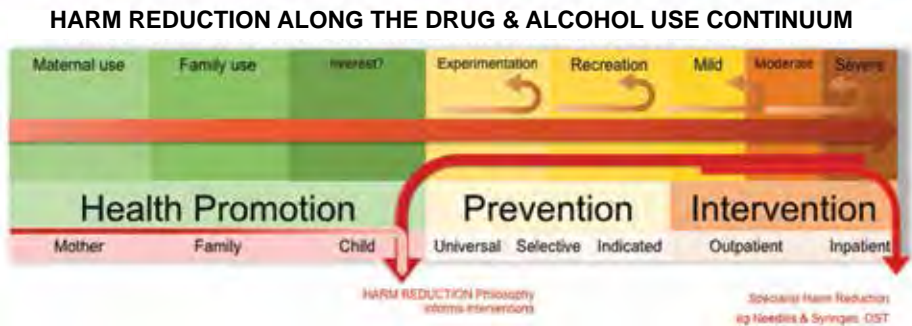 HARM REDUCTION ALONG THE DRUG & ALCOHOL USE CONTINUUM
Maternal use Family use Interest? Experimentation Recreation Mild Moderate Severe
Health Promotion Prevention Intervention
Mother Family Child Universal Selective Indicated Outpatient Inpatient
HARM REDUCTION Philosophy
informs interventions
Specialist Harm Reduction
eg Needles & Syringes, OST